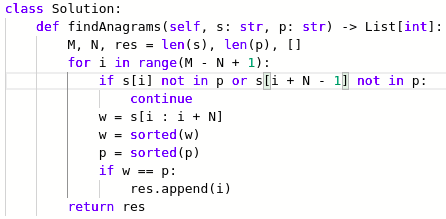 class Solution:
    def findAnagrams(self, s: str, p: str) -> List[int]:
        M, N, res = len(s), len(p), []
        for i in range(M - N + 1):
            if s[i] not in p or s[i + N - 1] not in p:
                continue
            w = s[i : i + N]
            w = sorted(w)
            p = sorted(p)
            if w == p:
                res.append(i)
        return res